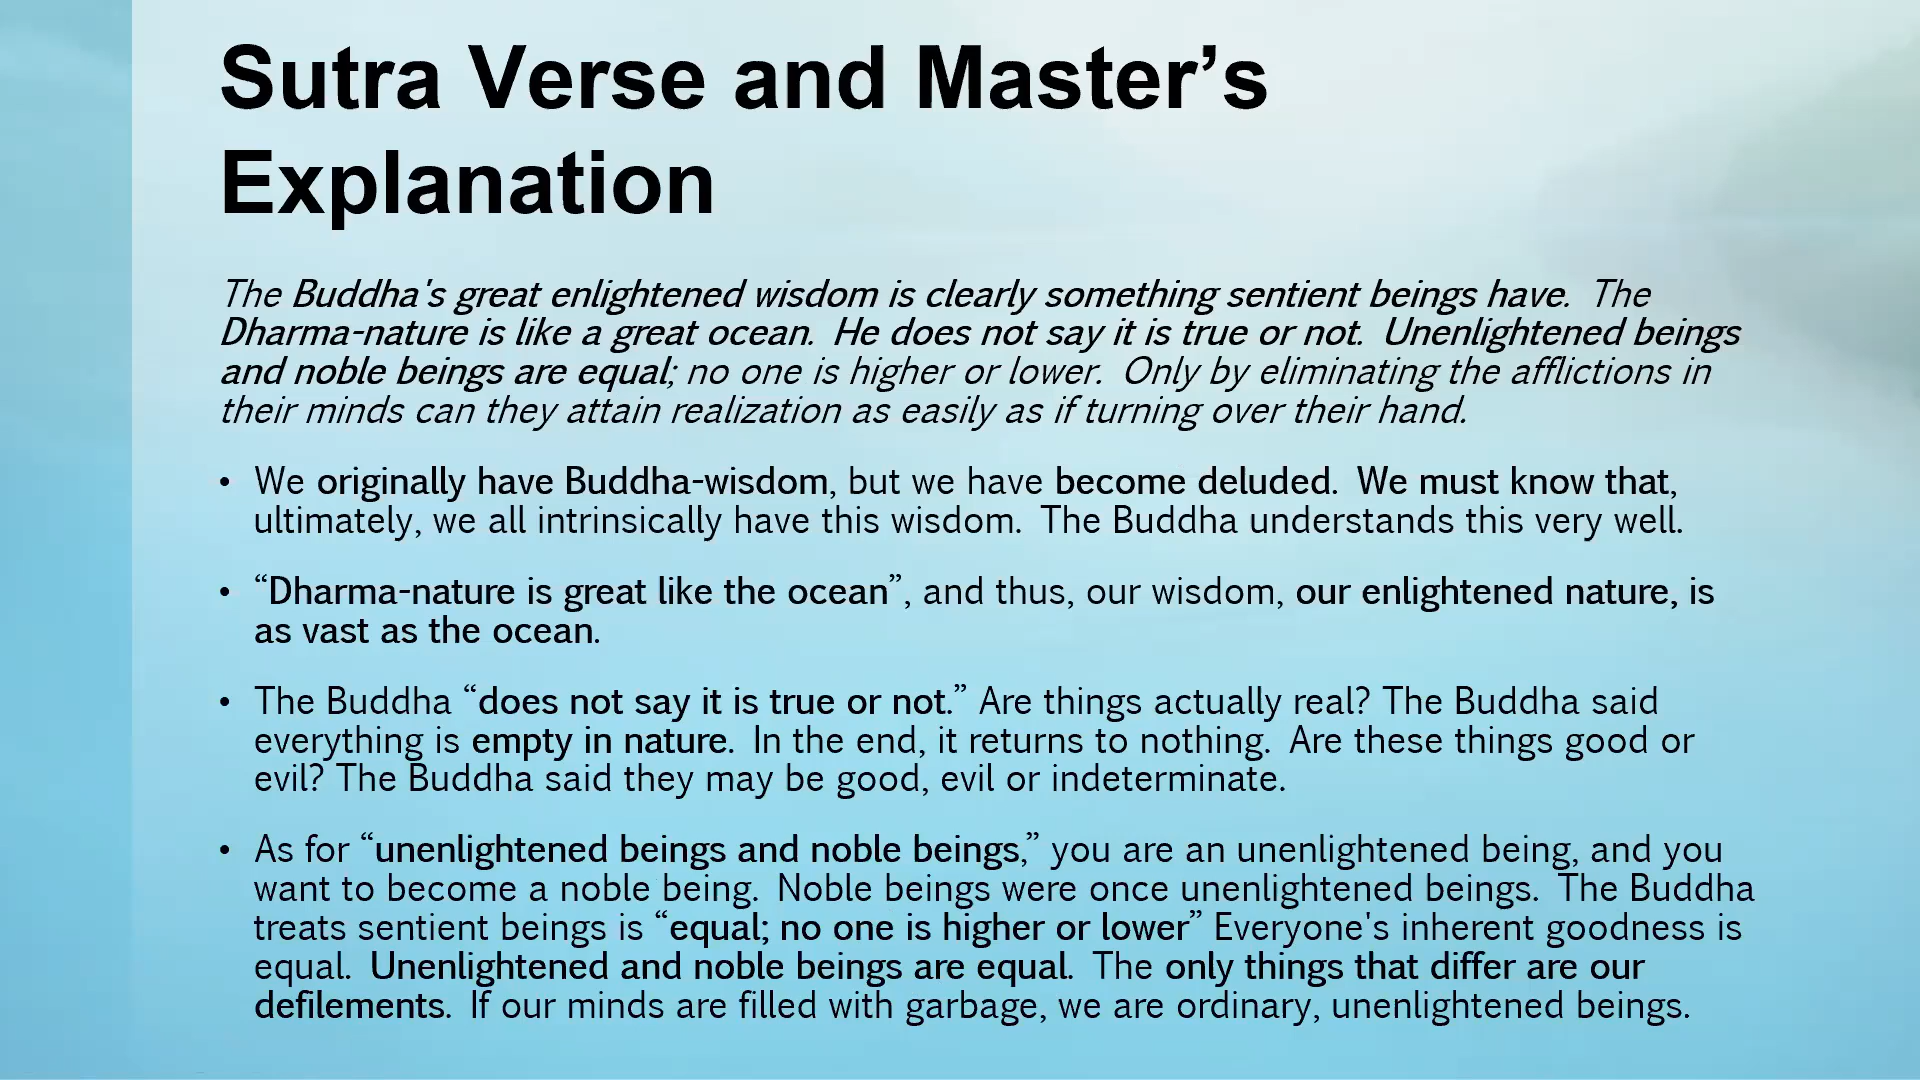 Sutra Verse and Master’s
Explanation
The Buddha's great enlightened wisdom is clearly something sentient beings have. The
Dharma-nature is like a great ocean. He does not say it is true or not. Unenlightened beings
and noble beings are equal; no one is higher or lower. Only by eliminating the afflictions in
their minds can they attain realization as easily as if turning over their hand.
• We originally have Buddha-wisdom, but we have become deluded. We must know that,
ultimately, we all intrinsically have this wisdom. The Buddha understands this very well.
• “Dharma-nature is great like the ocean”, and thus, our wisdom, our enlightened nature, is
as vast as the ocean.
• The Buddha “does not say it is true or not.” Are things actually real? The Buddha said
everything is empty in nature. In the end, it returns to nothing. Are these things good or
evil? The Buddha said they may be good, evil or indeterminate.
• As for “unenlightened beings and noble beings,” you are an unenlightened being, and you
want to become a noble being. Noble beings were once unenlightened beings. The Buddha
treats sentient beings is “equal; no one is higher or lower” Everyone's inherent goodness is
equal. Unenlightened and noble beings are equal. The only things that differ are our
defilements. If our minds are filled with garbage, we are ordinary, unenlightened beings.